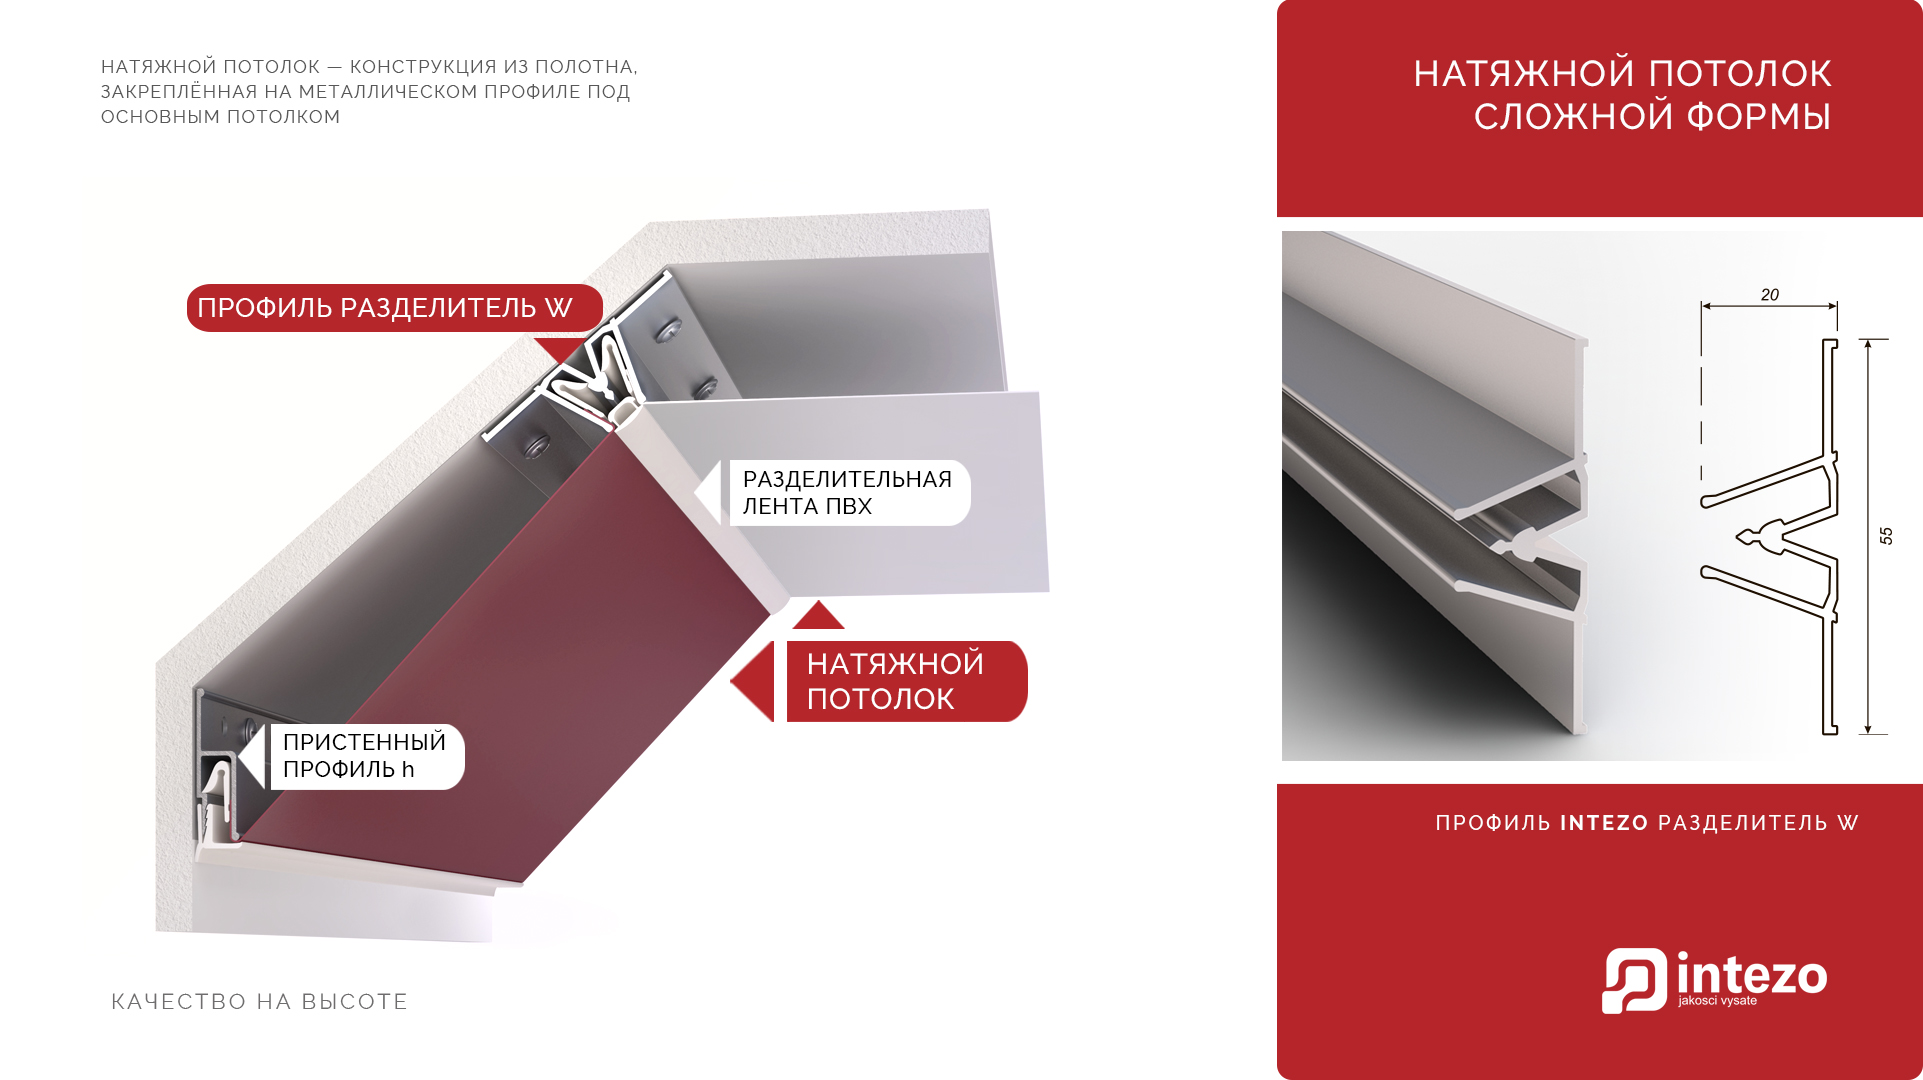 НАТЯЖНОЙ ПОТОЛОК — КОНСТРУКЦИЯ ИЗ ПОЛОТНА,
ЗАКРЕПЛЁННАЯ НА МЕТАЛЛИЧЕСКОМ ПРОФИЛЕ ПОД
ОСНОВНЫМ ПОТОЛКОМ
ПРОФИЛЬ РАЗДЕЛИТЕЛЬ W
РАЗДЕЛИТЕЛЬНАЯ
ЛЕНТА ПВХ
НАТЯЖНОЙ
ПОТОЛОК
ПРИСТЕННЫЙ
ПРОФИЛЬ h
КАЧЕСТВО НА ВЫСОТЕ
НАТЯЖНОЙ ПОТОЛОК
СЛОЖНОЙ ФОРМЫ
20
55
ПРОФИЛЬ INTEZO РАЗДЕЛИТЕЛЬ W
intezo
jakosci vysate